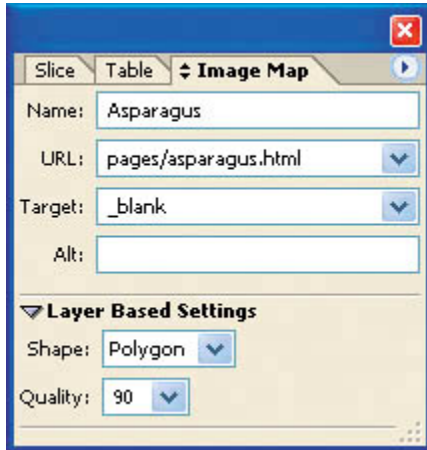 Slice Table Image Map
Name: Asparagus
URL: pages/asparagus.html
Target: _blank
Alt:
Layer Based Settings
Shape: Polygon
Quality: 90